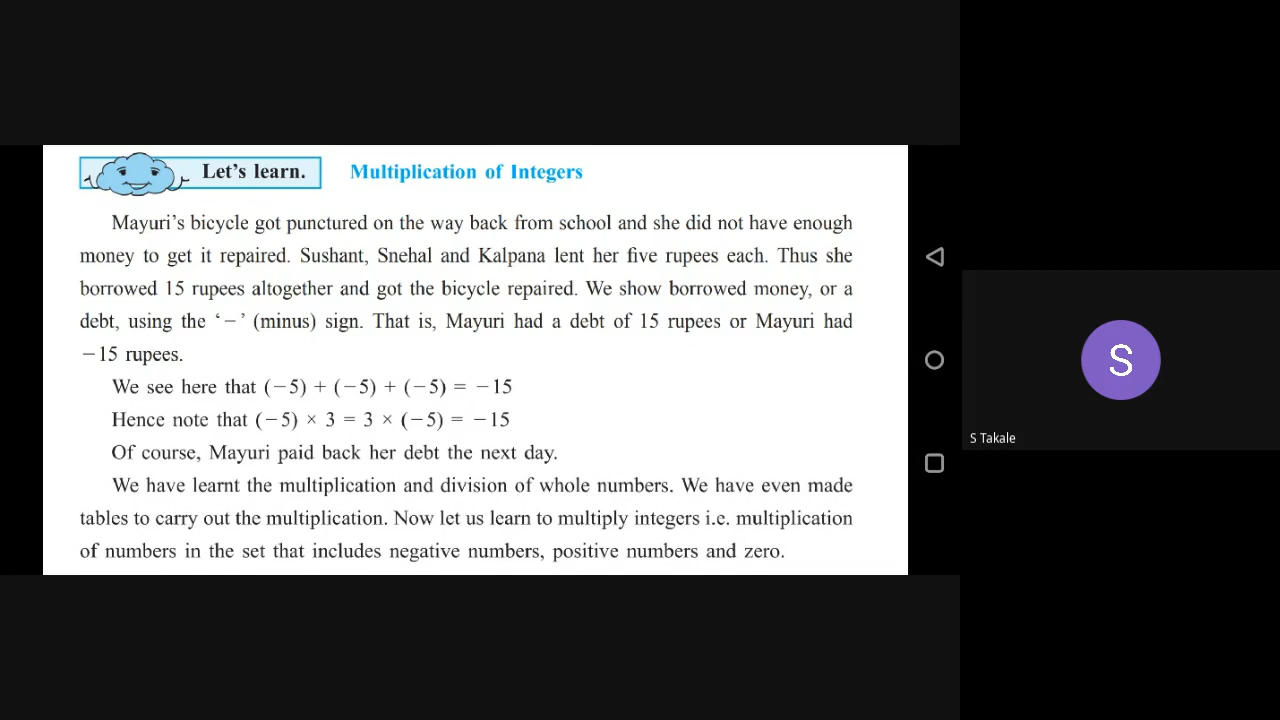 Let's learn. Multiplication of Integers
Mayuri's bicycle got punctured on the way back from school and she did not have enough
money to get it repaired. Sushant, Snehal and Kalpana lent her five rupees each. Thus she
borrowed 15 rupees altogether and got the bicycle repaired. We show borrowed money, or a
debt, using the ‘−’ (minus) sign. That is, Mayuri had a debt of 15 rupees or Mayuri had
−15 rupees.
We see here that (−5) + (−5) + (−5) = −15
Hence note that (−5) × 3 = 3 × (−5) = −15
Of course, Mayuri paid back her debt the next day.
We have learnt the multiplication and division of whole numbers. We have even made
tables to carry out the multiplication. Now let us learn to multiply integers i.e. multiplication
of numbers in the set that includes negative numbers, positive numbers and zero.
S
S Takale